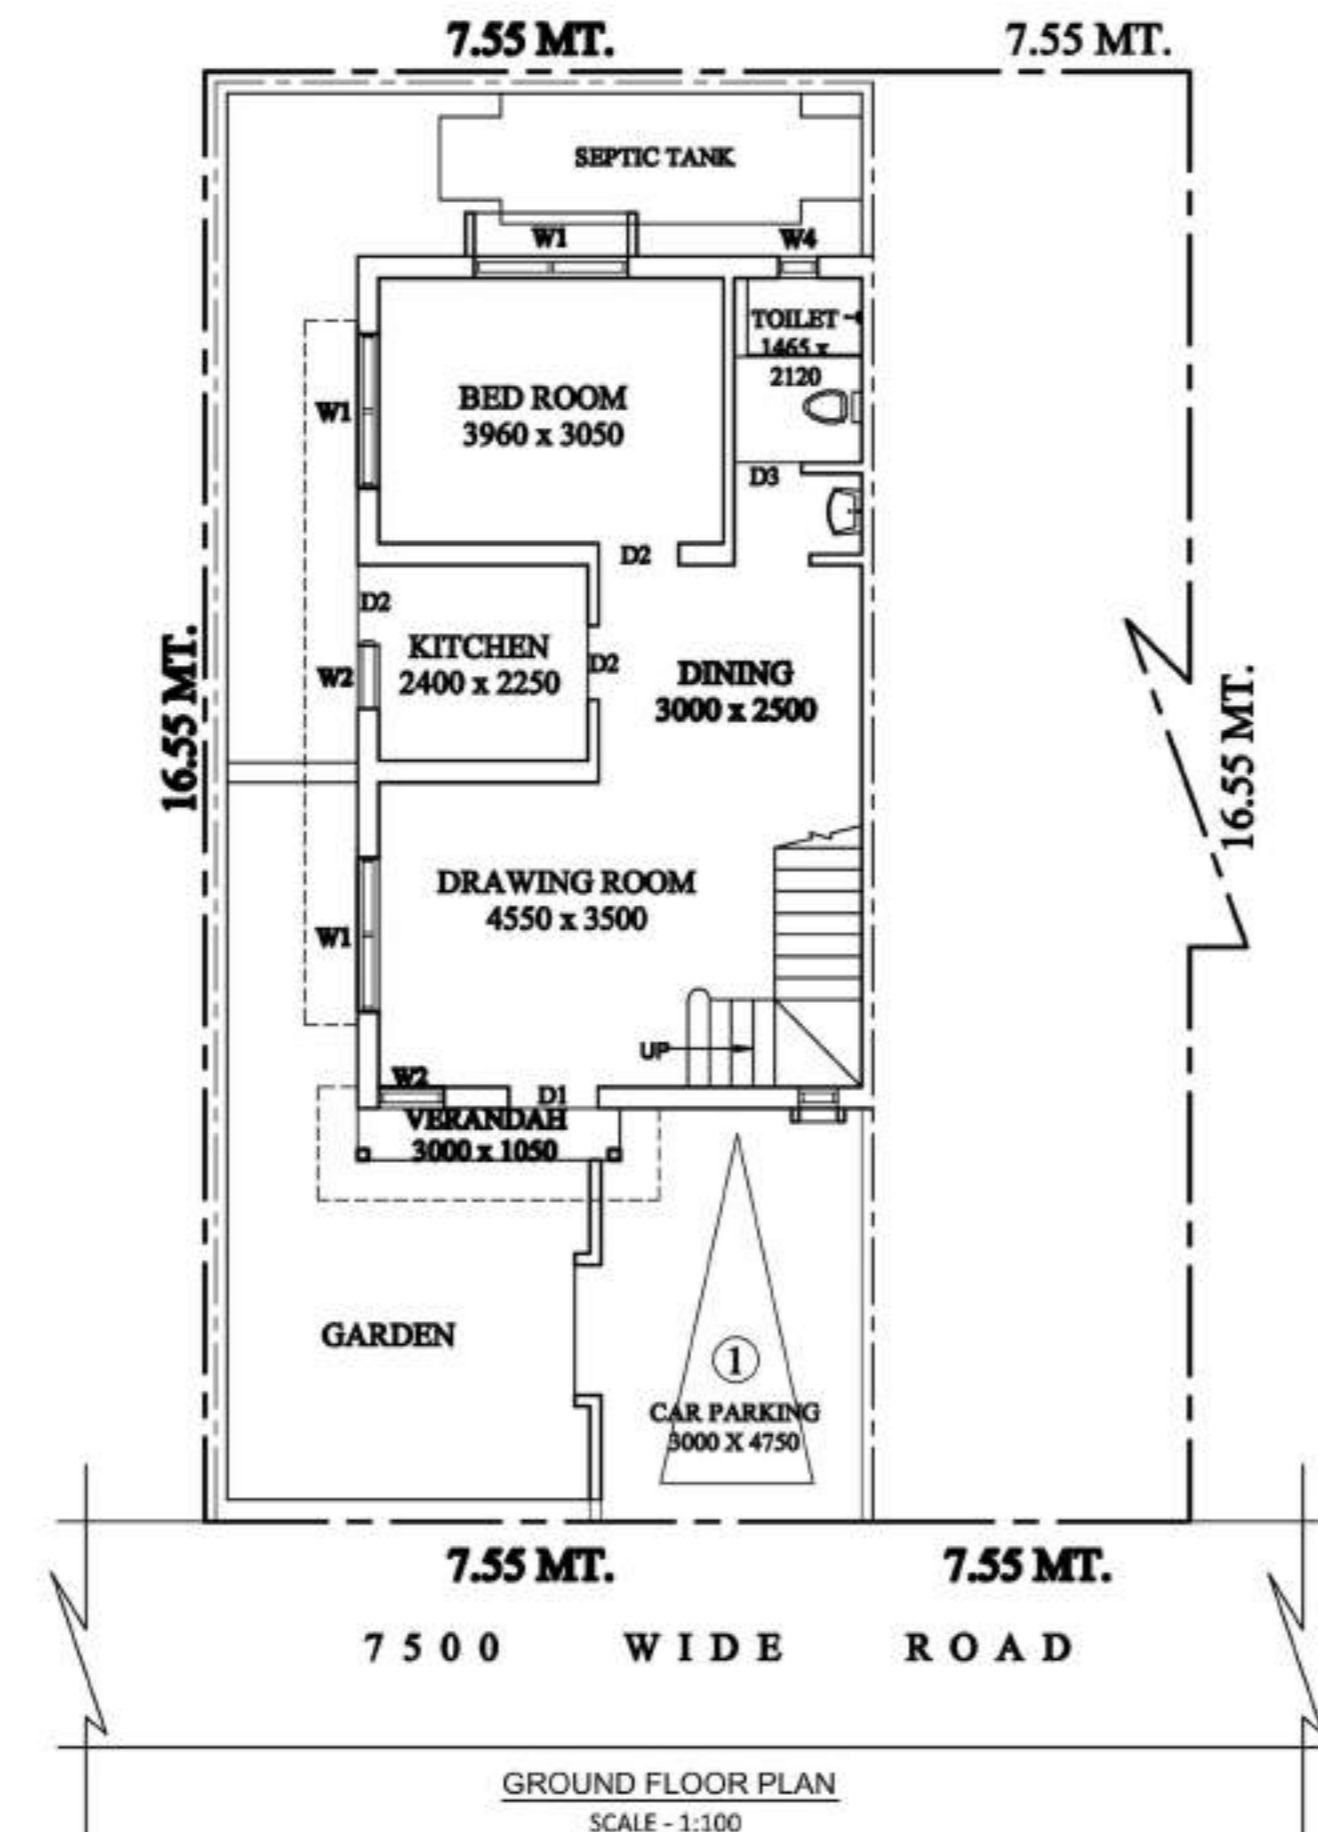 7.55 MT.
7.55 MT.
SEPTIC TANK
W1
W4
TOILET
1465 x
2120
W1
BED ROOM
3960 x 3050
D3
D2
D2
KITCHEN
2400 x 2250
W2
D2
DINING
3000 x 2500
16.55 MT.
16.55 MT.
DRAWING ROOM
4550 x 3500
W1
UP
W2
D1
VERANDAH
3000 x 1050
GARDEN
1
CAR PARKING
3000 X 4750
7.55 MT.
7.55 MT.
7500 WIDE ROAD
GROUND FLOOR PLAN
SCALE - 1:100